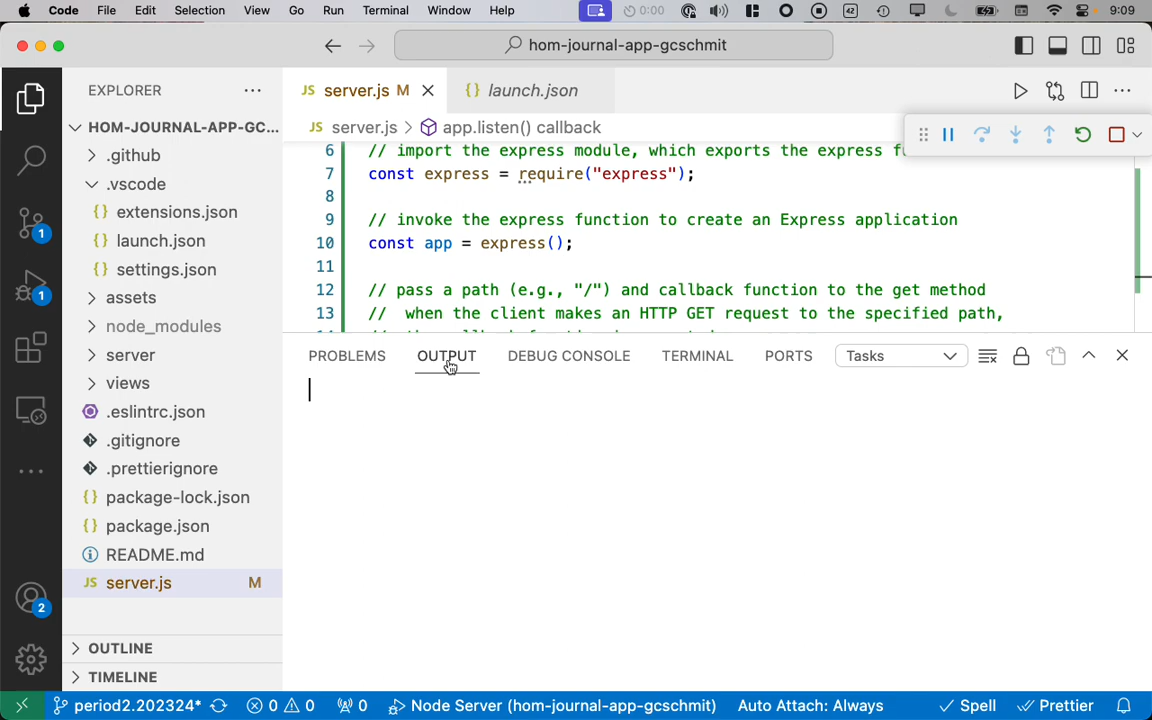 Code File Edit Selection View Go Run Terminal Window Help 0:00 42 9:09
hom-journal-app-gcschmit
EXPLORER
JS server.js M
{} launch.json
HOM-JOURNAL-APP-GC...
JS server.js > app.listen() callback
.github
.vscode
{} extensions.json
{} launch.json
{} settings.json
assets
node_modules
server
views
.eslintrc.json
.gitignore
.prettierignore
{} package-lock.json
{} package.json
README.md
JS server.js M
OUTLINE
TIMELINE
1
1
2
6 // import the express module, which exports the express f
7 const express = require("express");
8
9 // invoke the express function to create an Express application
10 const app = express();
11
12 // pass a path (e.g., "/") and callback function to the get method
13 // when the client makes an HTTP GET request to the specified path,
PROBLEMS OUTPUT DEBUG CONSOLE TERMINAL PORTS Tasks
period2.202324* 0 0 0 Node Server (hom-journal-app-gcschmit) Auto Attach: Always Spell Prettier